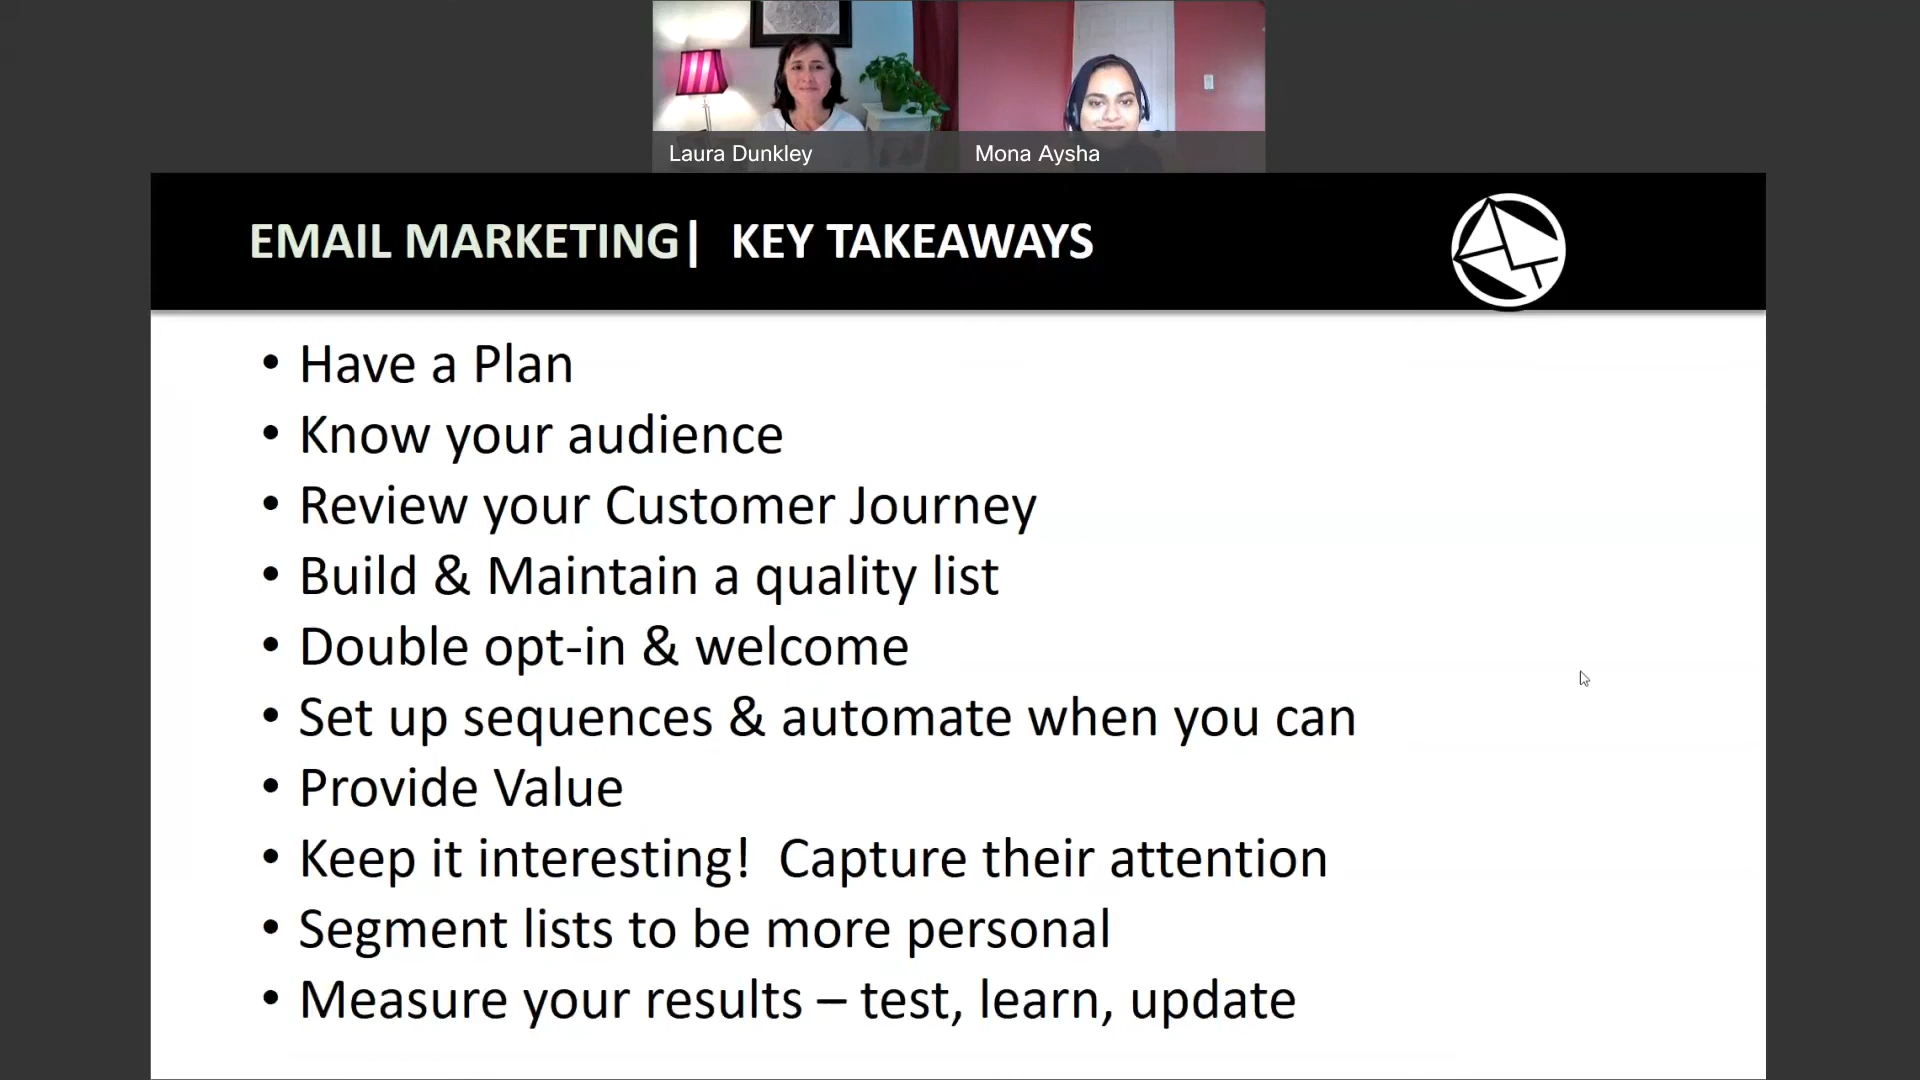 Laura Dunkley
Mona Aysha
EMAIL MARKETING| KEY TAKEAWAYS
• Have a Plan
• Know your audience
• Review your Customer Journey
• Build & Maintain a quality list
• Double opt-in & welcome
• Set up sequences & automate when you can
• Provide Value
• Keep it interesting!  Capture their attention
• Segment lists to be more personal
• Measure your results – test, learn, update